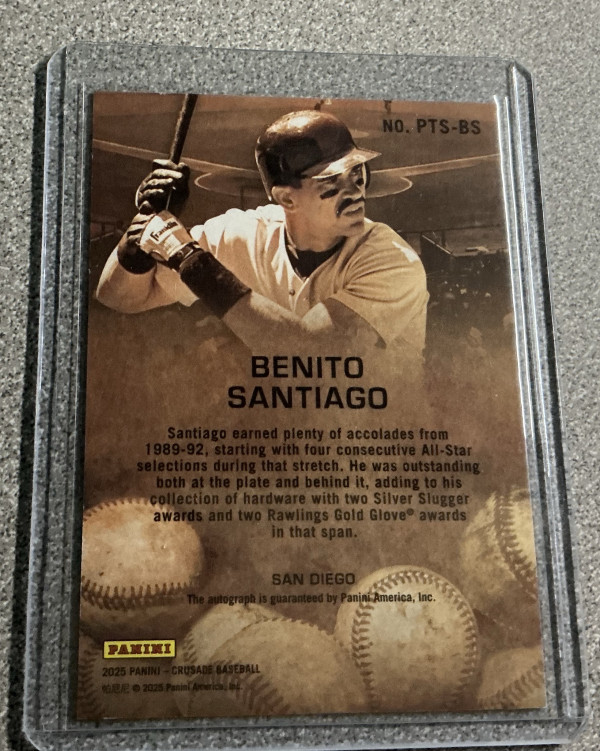 NO. PTS-BS
Franklin
BENITO
SANTIAGO
Santiago earned plenty of accolades from
1989-92, starting with four consecutive All-Star
selections during that stretch. He was outstanding
both at the plate and behind it, adding to his
collection of hardware with two Silver Slugger
awards and two Rawlings Gold Glove® awards
in that span.
SAN DIEGO
The autograph is guaranteed by Panini America, Inc.
PANINI
2025 PANINI - CRUSADE BASEBALL
© 2025 Panini America, Inc.